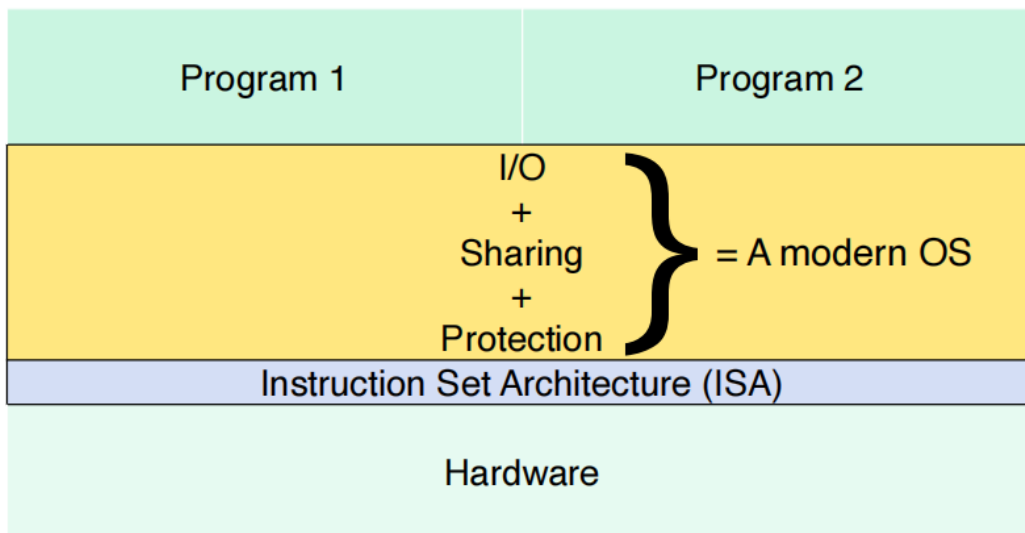 Program 1
Program 2
I/O
+
Sharing
+
Protection
= A modern OS
Instruction Set Architecture (ISA)
Hardware